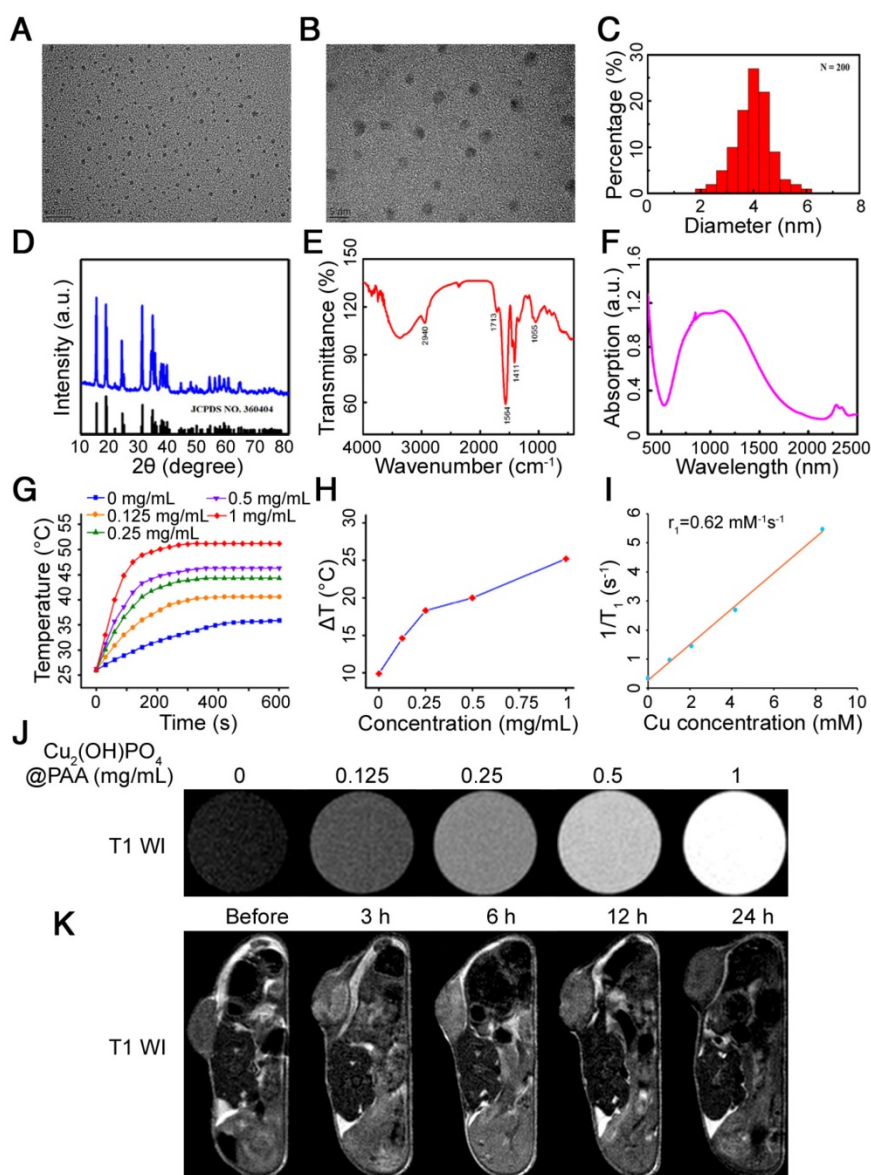 A
B
C
N = 200
Percentage (%)
30
20
10
0
0 2 4 6 8
Diameter (nm)
5 nm
D
Intensity (a.u.)
JCPDS NO. 360404
10 20 30 40 50 60 70 80
2θ (degree)
E
Transmittance (%)
150
120
90
60
2940
1713
1564
1411
1055
4000 3000 2000 1000
Wavenumber (cm⁻¹)
F
Absorption (a.u.)
1.6
1.2
0.8
0.4
0
500 1000 1500 2000 2500
Wavelength (nm)
G
0 mg/mL
0.125 mg/mL
0.25 mg/mL
0.5 mg/mL
1 mg/mL
Temperature (°C)
55
50
45
40
35
30
25
0 200 400 600
Time (s)
H
ΔT (°C)
30
25
20
15
10
0 0.25 0.5 0.75 1
Concentration (mg/mL)
I
r₁=0.62 mM⁻¹s⁻¹
1/T₁ (s⁻¹)
6
5
4
3
2
1
0
0 2 4 6 8 10
Cu concentration (mM)
J
Cu₂(OH)PO₄
@PAA (mg/mL)
0 0.125 0.25 0.5 1
T1 WI
K
Before 3 h 6 h 12 h 24 h
T1 WI